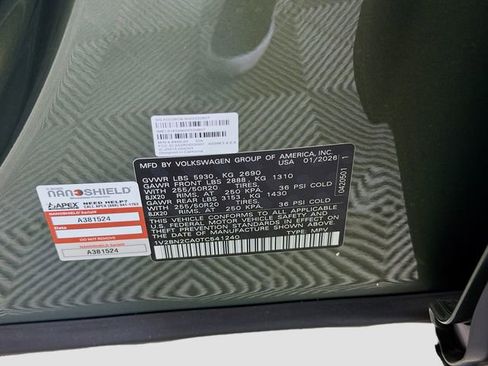 MFD. BY VOLKSWAGEN GROUP OF AMERICA, INC.
GVWR LBS 5930 , KG 2690 USA 01/2026
GAWR FRONT LBS 2888 , KG 1310
WITH 255/50R20 TIRES, 36 PSI COLD
8JX20 RIMS, AT 250 KPA.
GAWR REAR LBS 3153 , KG 1430
WITH 255/50R20 TIRES, 36 PSI COLD
8JX20 RIMS, AT 250 KPA.
THIS VEHICLE CONFORMS TO ALL APPLICABLE
FEDERAL MOTOR VEHICLE SAFETY, BUMPER AND
THEFT PREVENTION STANDARDS IN EFFECT ON
THE DATE OF MANUFACTURE SHOWN ABOVE.
1V2BN2CA0TC541240 TYPE: MPV
NANOSHIELD
APEX NEED HELP?
A381524
DO NOT REMOVE
A381524